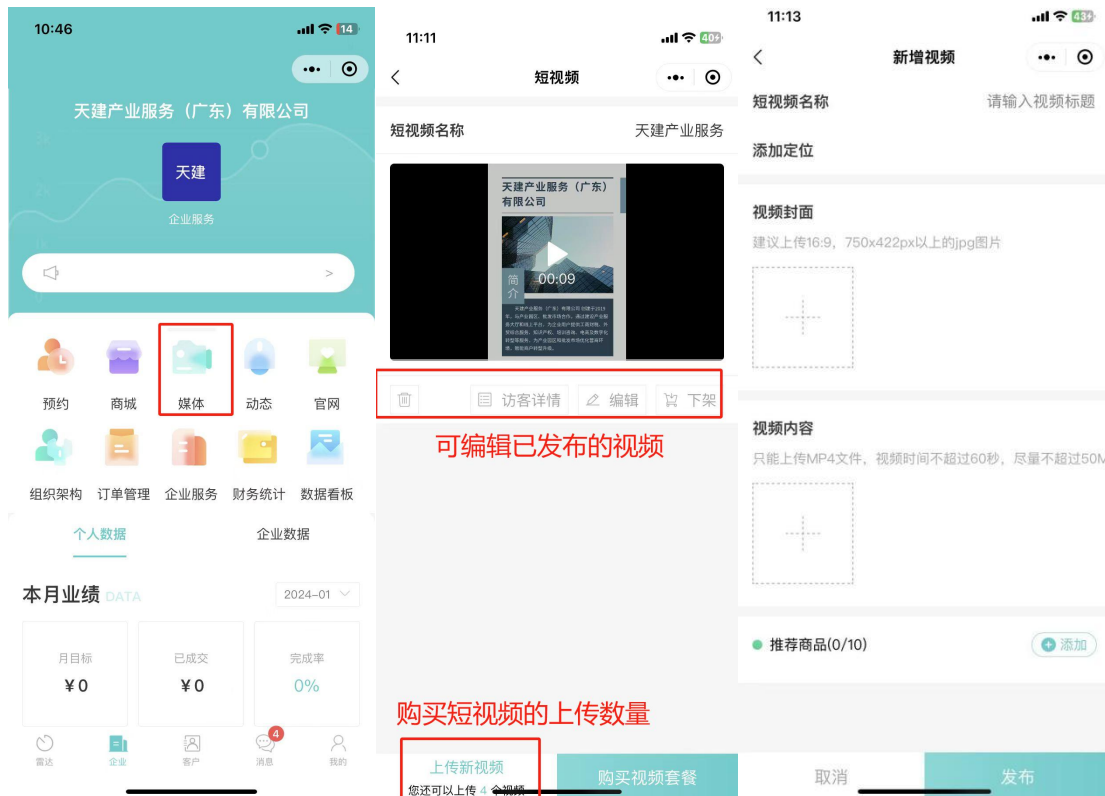 10:46
14
天建产业服务（广东）有限公司
天建
企业服务
>
预约
商城
媒体
动态
官网
组织架构
订单管理
企业服务
财务统计
数据看板
个人数据
企业数据
本月业绩 DATA
2024-01
月目标
已成交
完成率
¥0
¥0
0%
雷达
企业
客户
4
消息
我的
11:11
40
短视频
短视频名称
天建产业服务
天建产业服务（广东）
有限公司
00:09
简
介
访客详情
编辑
下架
可编辑已发布的视频
购买短视频的上传数量
上传新视频
您还可以上传 4 个视频
购买视频套餐
11:13
43
新增视频
短视频名称
请输入视频标题
添加定位
视频封面
建议上传16:9，750x422px以上的jpg图片
视频内容
只能上传MP4文件，视频时间不超过60秒，尽量不超过50M
推荐商品(0/10)
添加
取消
发布